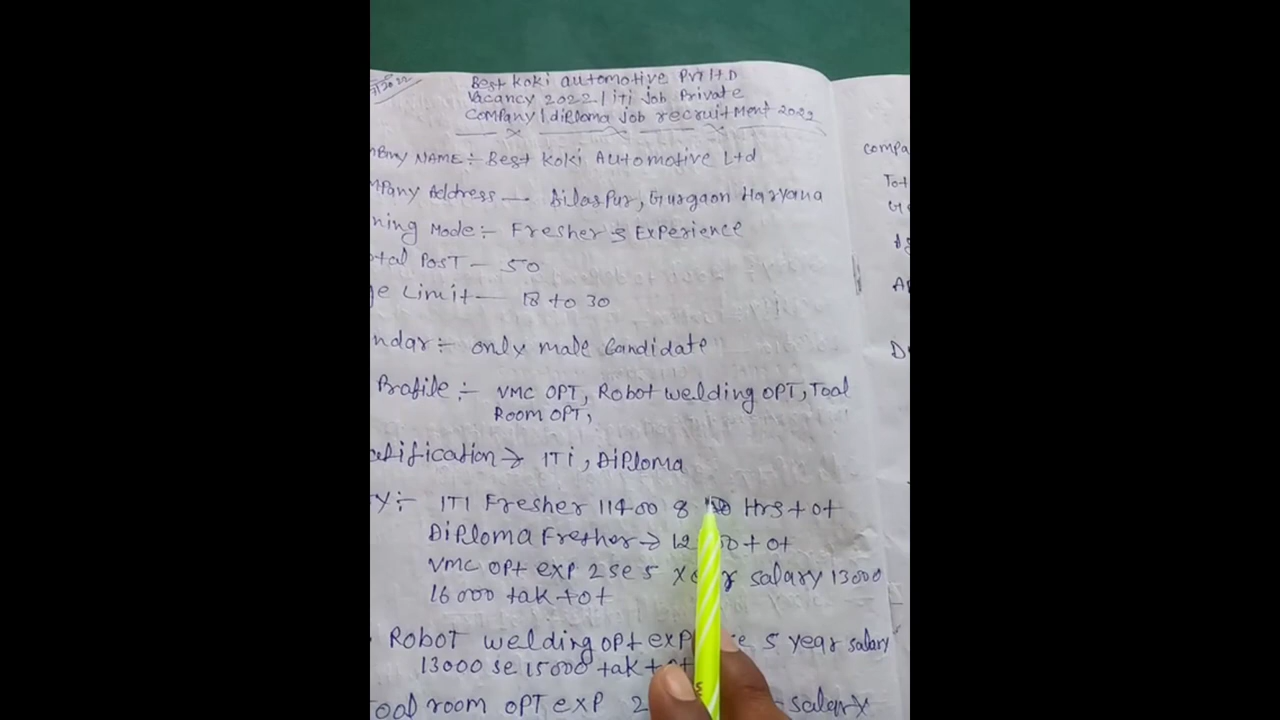 Best koki automotive Pvt LtD
Vacancy 2022 / iti job Private
Company / diploma job recruitment 2022
NAME :- Best koki Automotive Ltd
Address — Bilaspur, Gurgaon Haryana
Mode :- Fresher & Experience
Post — 50
Limit — 18 to 30
:- only male Candidate
Profile :- VMC OPT, Robot welding OPT, Tool
Room OPT,
→ ITI, Diploma
:- ITI Fresher 11400 8 Hrs + ot
Diploma Fresher → + ot
VMC opt exp 2 se 5 salary 13000
16000 tak + ot
Robot welding opt exp 5 year salary
13000 se 15000 tak + ot
room OPT exp 2 salary